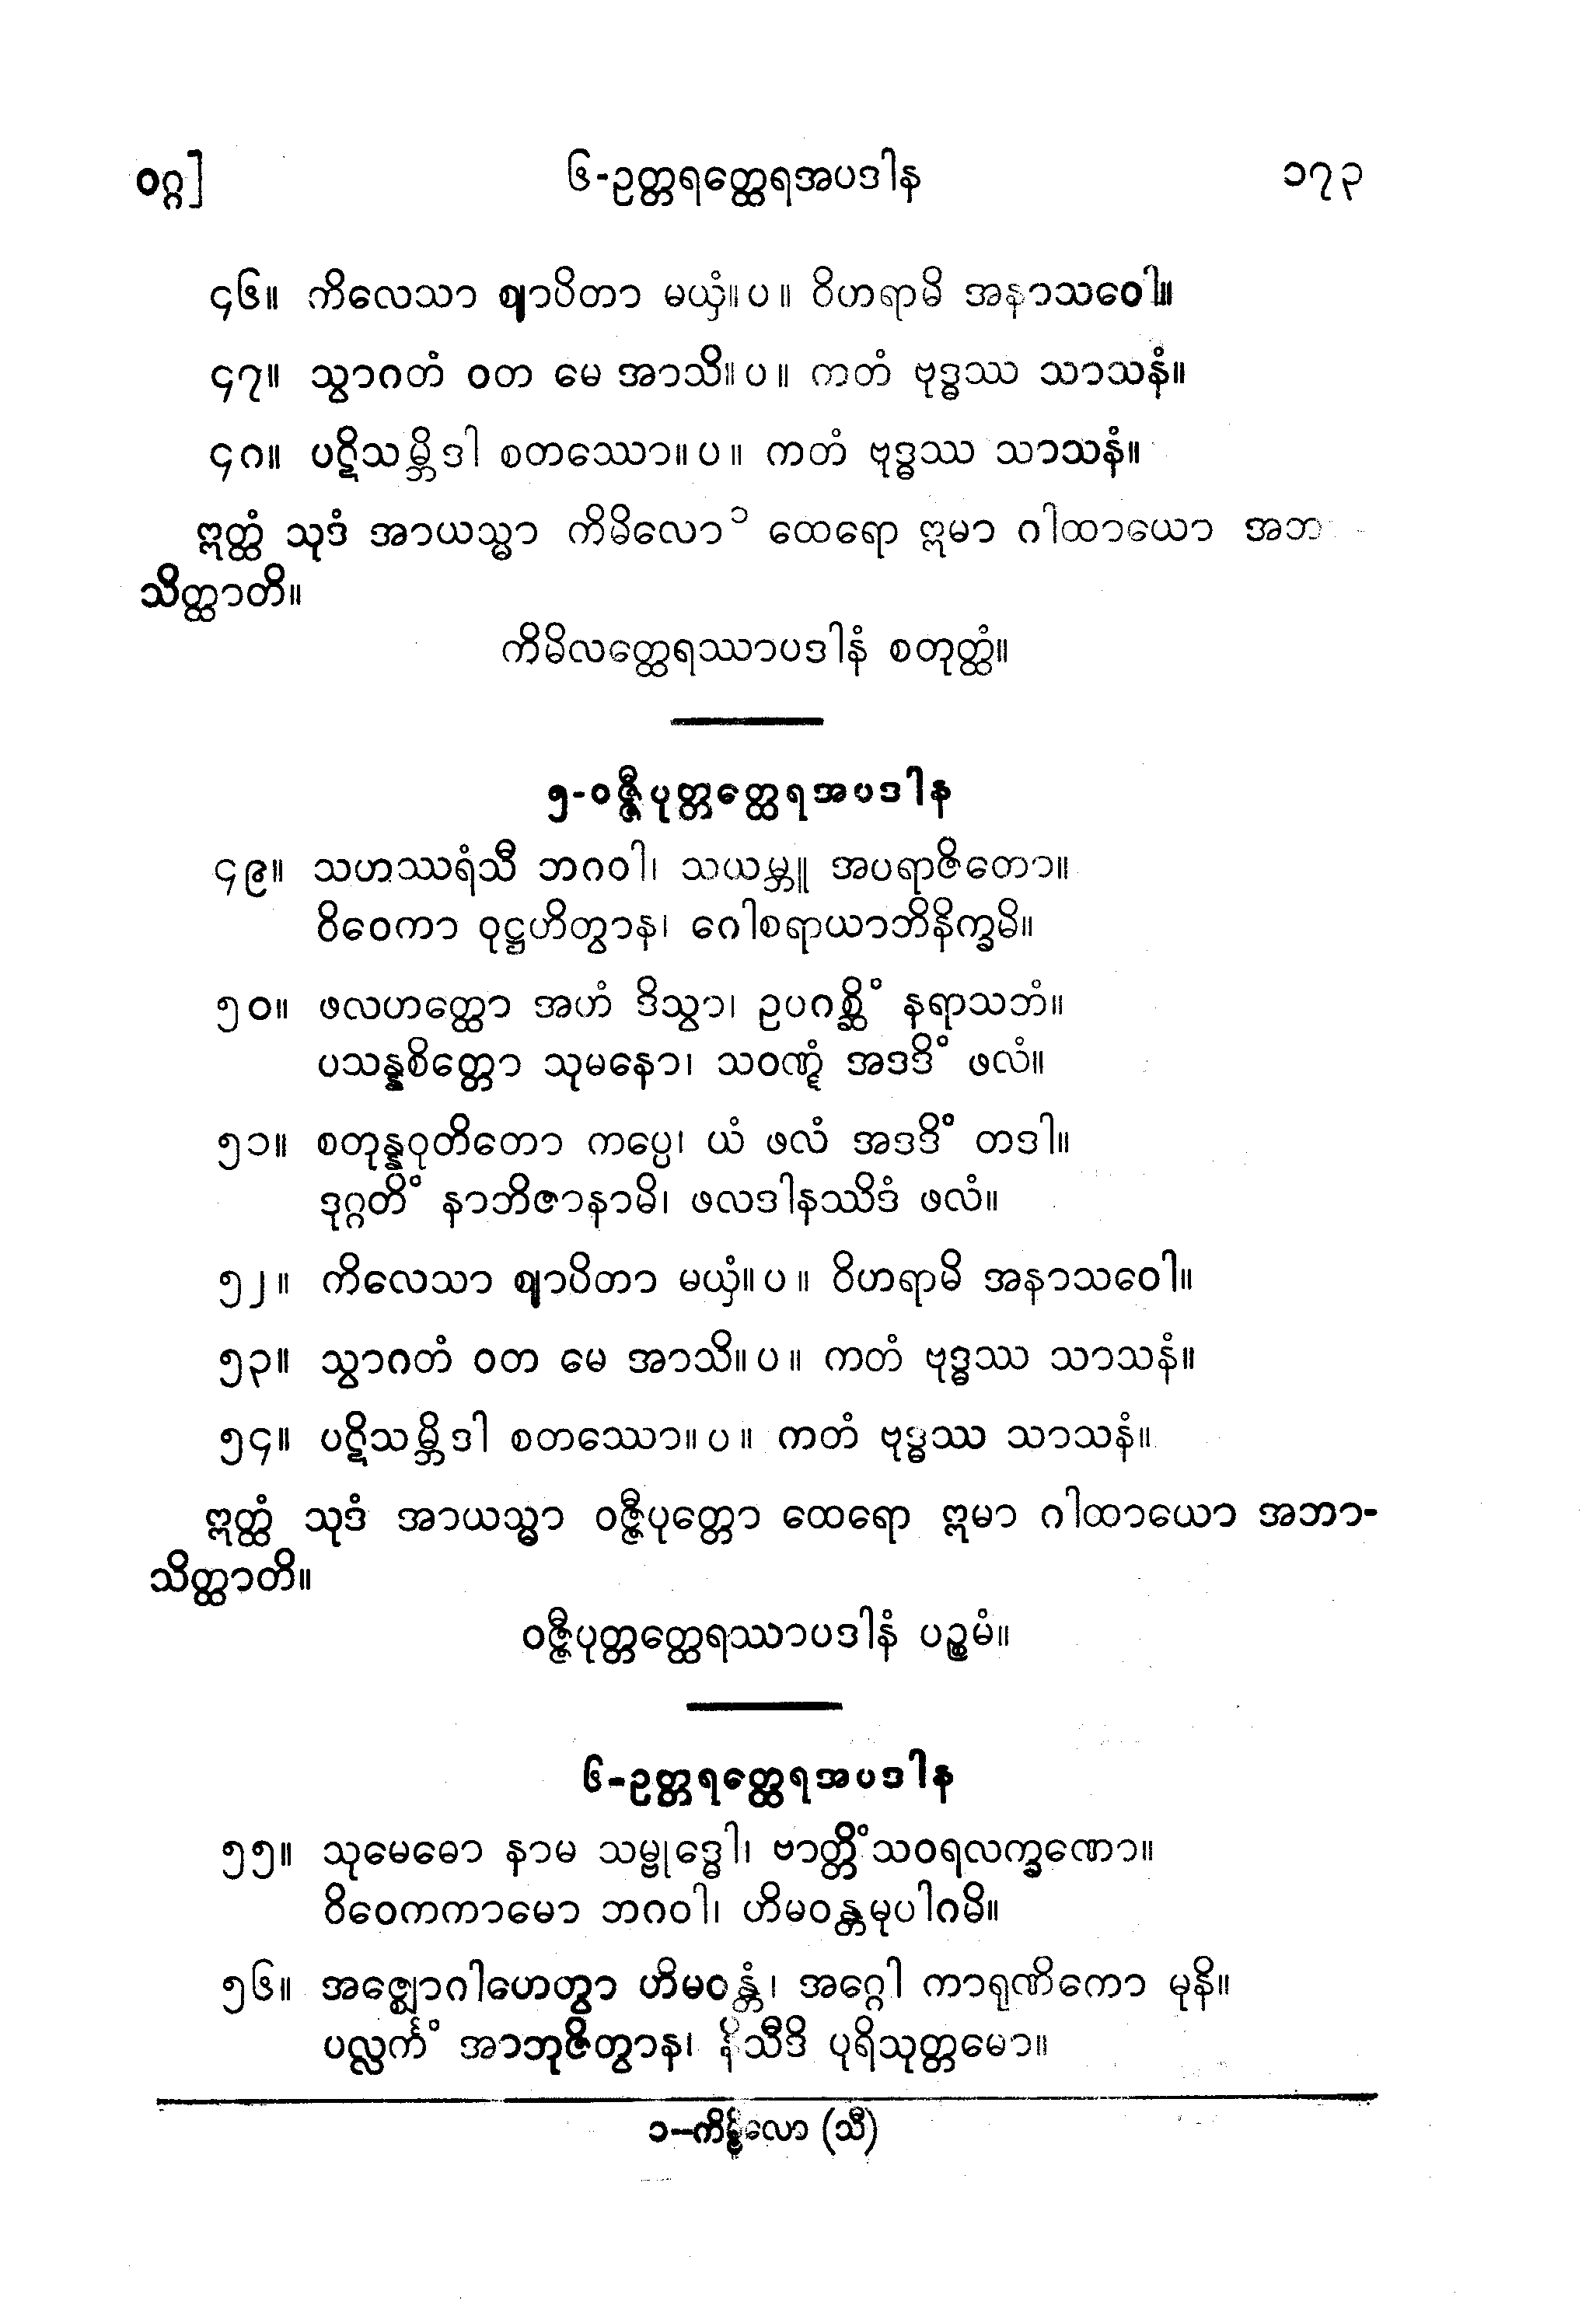 ဝဂ္ဂ]
၆-ဥတ္တရတ္ထေရအပဒါန
၁၇၃
၄၆။ ကိလေသာ ဈာပိတာ မယှံ။ပ။ ဝိဟရာမိ အနာသဝေါ။
၄၇။ သွာဂတံ ဝတ မေ အာသိ။ပ။ ကတံ ဗုဒ္ဓဿ သာသနံ။
၄၈။ ပဋိသမ္ဘိဒါ စတဿော။ပ။ ကတံ ဗုဒ္ဓဿ သာသနံ။
ဣတ္ထံ သုဒံ အာယသ္မာ ကိမိလော၁ ထေရော ဣမာ ဂါထာယော အဘ
သိတ္ထာတိ။
ကိမိလတ္ထေရဿာပဒါနံ စတုတ္ထံ။
၅-ဝဇ္ဇီပုတ္တတ္ထေရအပဒါန
၄၉။ သဟဿရံသီ ဘဂဝါ၊ သယမ္ဘူ အပရာဇိတော။
ဝိဝေကာ ဝုဋ္ဌဟိတွာန၊ ဂေါစရာယာဘိနိက္ခမိ။
၅၀။ ဖလဟတ္ထော အဟံ ဒိသွာ၊ ဥပဂစ္ဆိံ နရာသဘံ။
ပသန္နစိတ္တော သုမနော၊ သဝဏ္ဋံ အဒဒိံ ဖလံ။
၅၁။ စတုန္နဝုတိတော ကပ္ပေ၊ ယံ ဖလံ အဒဒိံ တဒါ။
ဒုဂ္ဂတိံ နာဘိဇာနာမိ၊ ဖလဒါနဿိဒံ ဖလံ။
၅၂။ ကိလေသာ ဈာပိတာ မယှံ။ပ။ ဝိဟရာမိ အနာသဝေါ။
၅၃။ သွာဂတံ ဝတ မေ အာသိ။ပ။ ကတံ ဗုဒ္ဓဿ သာသနံ။
၅၄။ ပဋိသမ္ဘိဒါ စတဿော။ပ။ ကတံ ဗုဒ္ဓဿ သာသနံ။
ဣတ္ထံ သုဒံ အာယသ္မာ ဝဇ္ဇီပုတ္တော ထေရော ဣမာ ဂါထာယော အဘာ-
သိတ္ထာတိ။
ဝဇ္ဇီပုတ္တတ္ထေရဿာပဒါနံ ပဉ္စမံ။
၆-ဥတ္တရတ္ထေရအပဒါန
၅၅။ သုမေဓော နာမ သမ္ဗုဒ္ဓေါ၊ ဗာတ္တိံသဝရလက္ခဏော။
ဝိဝေကကာမော ဘဂဝါ၊ ဟိမဝန္တမုပါဂမိ။
၅၆။ အဇ္ဈောဂါဟေတွာ ဟိမဝန္တံ၊ အဂ္ဂေါ ကာရုဏိကော မုနိ။
ပလ္လင်္ကံ အာဘုဇိတွာန၊ နိသီဒိ ပုရိသုတ္တမော။
၁-ကိမ္ဗိလော (သီ)